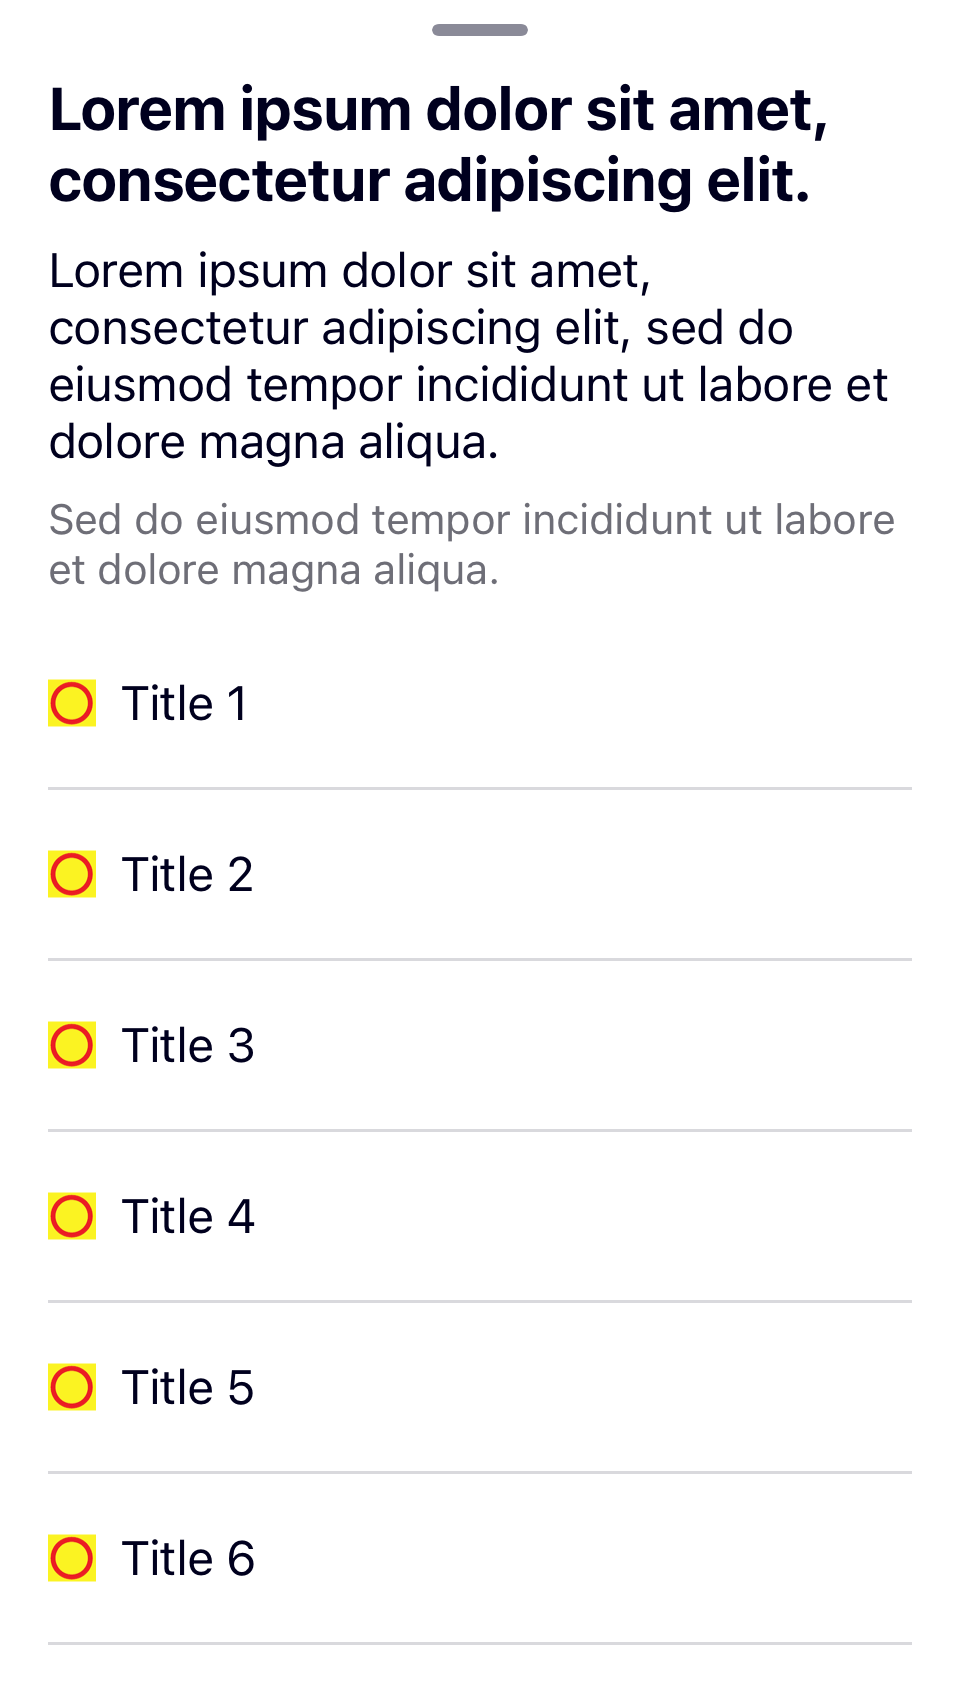 Lorem ipsum dolor sit amet,
consectetur adipiscing elit.
Lorem ipsum dolor sit amet,
consectetur adipiscing elit, sed do
eiusmod tempor incididunt ut labore et
dolore magna aliqua.
Sed do eiusmod tempor incididunt ut labore
et dolore magna aliqua.
Title 1
Title 2
Title 3
Title 4
Title 5
Title 6